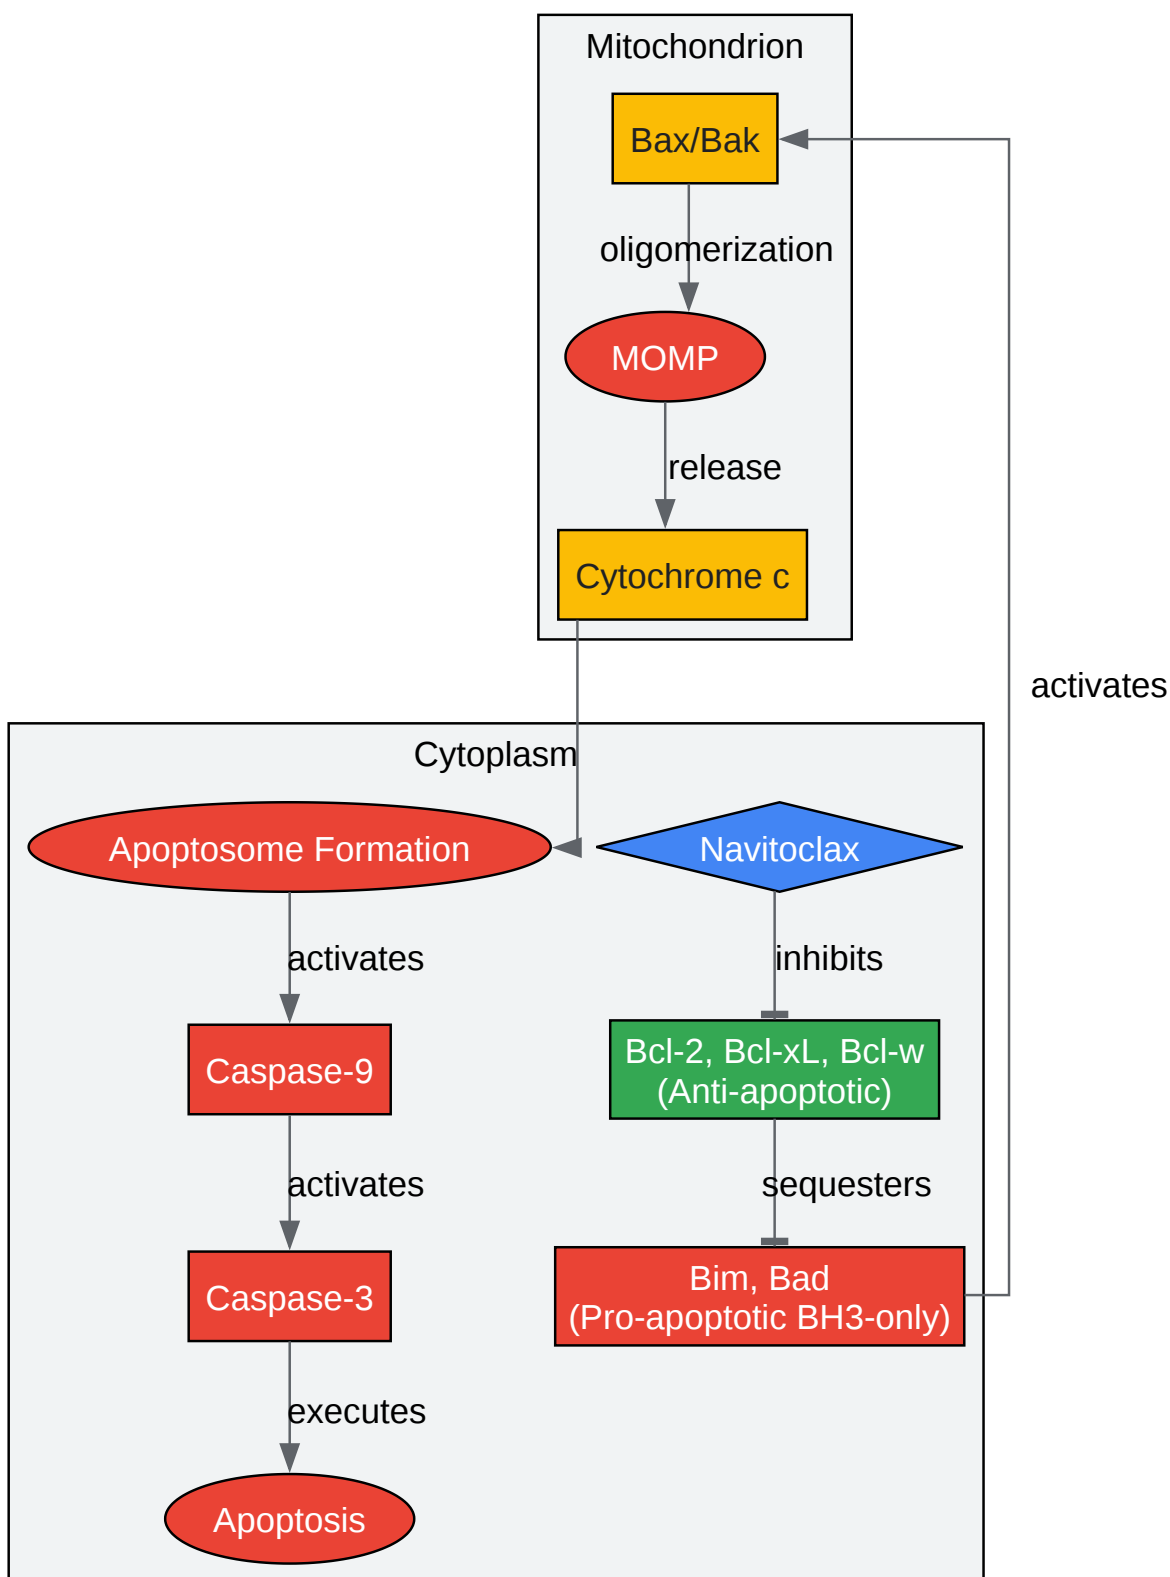 Mitochondrion
Bax/Bak
oligomerization
MOMP
release
Cytochrome c
activates
Cytoplasm
Apoptosome Formation
Navitoclax
activates
inhibits
Caspase-9
Bcl-2, Bcl-xL, Bcl-w
(Anti-apoptotic)
activates
sequesters
Caspase-3
Bim, Bad
(Pro-apoptotic BH3-only)
executes
Apoptosis